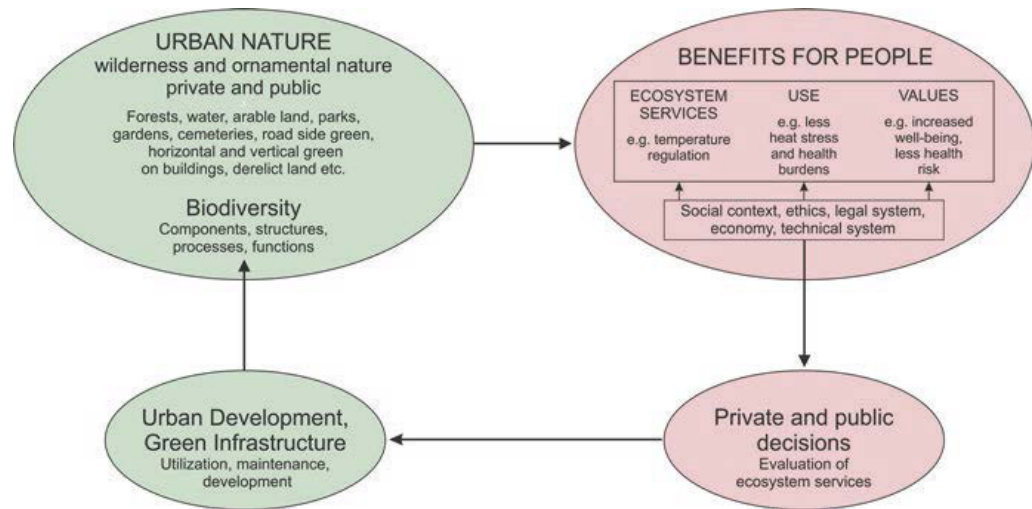 URBAN NATURE
wilderness and ornamental nature
private and public
Forests, water, arable land, parks,
gardens, cemeteries, road side green,
horizontal and vertical green
on buildings, derelict land etc.
Biodiversity
Components, structures,
processes, functions
BENEFITS FOR PEOPLE
ECOSYSTEM
SERVICES
e.g. temperature
regulation
USE
e.g. less
heat stress
and health
burdens
VALUES
e.g. increased
well-being,
less health
risk
Social context, ethics, legal system,
economy, technical system
Urban Development,
Green Infrastructure
Utilization, maintenance,
development
Private and public
decisions
Evaluation of
ecosystem services